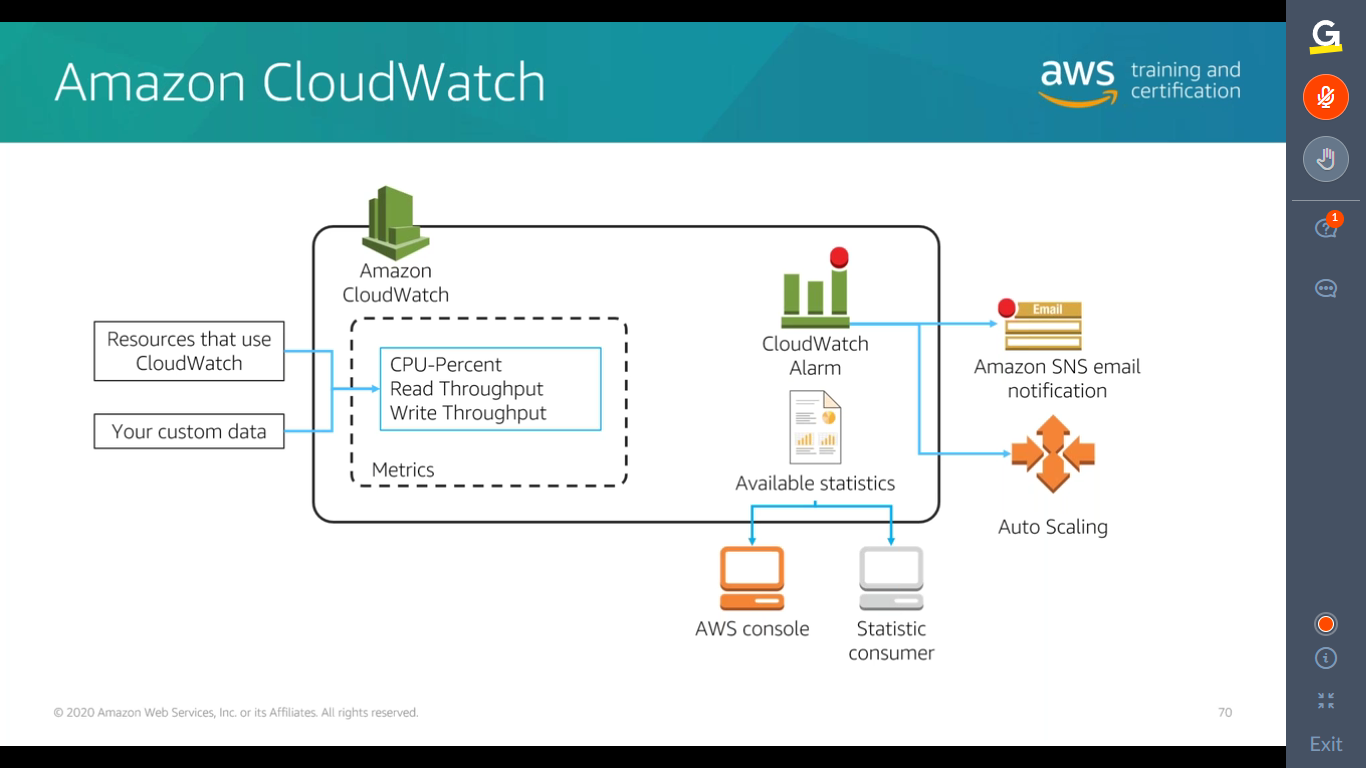 Amazon CloudWatch
aws training and
certification
G
1
Amazon
CloudWatch
Resources that use
CloudWatch
Your custom data
CPU-Percent
Read Throughput
Write Throughput
Metrics
CloudWatch
Alarm
Available statistics
Email
Amazon SNS email
notification
Auto Scaling
AWS console
Statistic
consumer
© 2020 Amazon Web Services, Inc. or its Affiliates. All rights reserved.
70
Exit